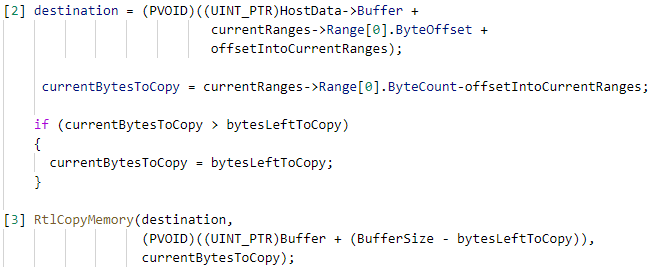 [2] destination = (PVOID)((UINT_PTR)HostData->Buffer +
currentRanges->Range[0].ByteOffset +
offsetIntoCurrentRanges);
currentBytesToCopy = currentRanges->Range[0].ByteCount-offsetIntoCurrentRanges;
if (currentBytesToCopy > bytesLeftToCopy)
{
currentBytesToCopy = bytesLeftToCopy;
}
[3] RtlCopyMemory(destination,
(PVOID)((UINT_PTR)Buffer + (BufferSize - bytesLeftToCopy)),
currentBytesToCopy);